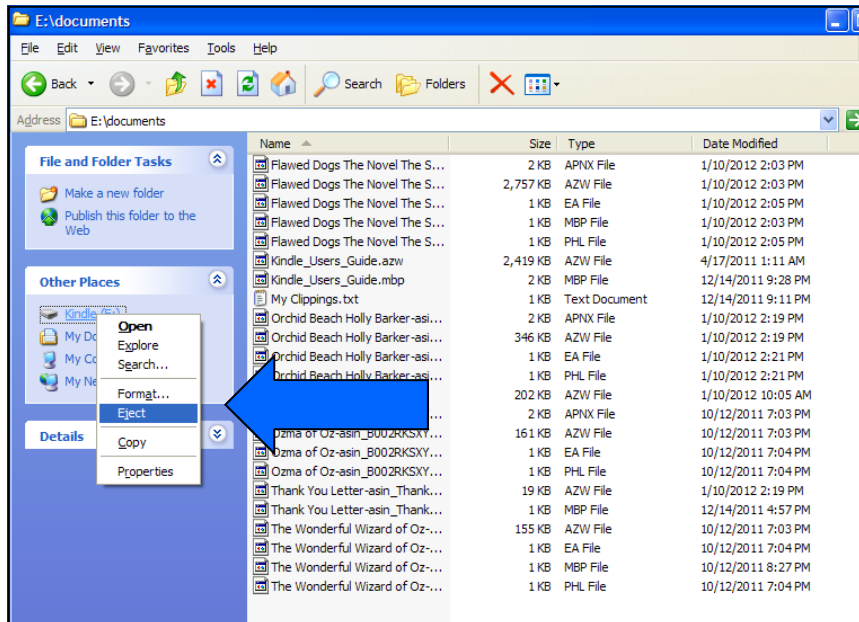 E:\documents
File Edit View Favorites Tools Help
Back Search Folders
Address E:\documents
File and Folder Tasks
Make a new folder
Publish this folder to the
Web
Other Places
Kindle (E:)
My Do
My Co
My Ne
Details
Open
Explore
Search...
Format...
Eject
Copy
Properties
Name Size Type Date Modified
Flawed Dogs The Novel The S... 2 KB APNX File 1/10/2012 2:03 PM
Flawed Dogs The Novel The S... 2,757 KB AZW File 1/10/2012 2:03 PM
Flawed Dogs The Novel The S... 1 KB EA File 1/10/2012 2:05 PM
Flawed Dogs The Novel The S... 1 KB MBP File 1/10/2012 2:03 PM
Flawed Dogs The Novel The S... 1 KB PHL File 1/10/2012 2:05 PM
Kindle_Users_Guide.azw 2,419 KB AZW File 4/17/2011 1:11 AM
Kindle_Users_Guide.mbp 2 KB MBP File 12/14/2011 9:28 PM
My Clippings.txt 1 KB Text Document 12/14/2011 9:11 PM
Orchid Beach Holly Barker-asi... 2 KB APNX File 1/10/2012 2:19 PM
Orchid Beach Holly Barker-asi... 346 KB AZW File 1/10/2012 2:19 PM
Orchid Beach Holly Barker-asi... 1 KB EA File 1/10/2012 2:21 PM
Orchid Beach Holly Barker-asi... 1 KB PHL File 1/10/2012 2:21 PM
202 KB AZW File 1/10/2012 10:05 AM
... 2 KB APNX File 10/12/2011 7:03 PM
Ozma of Oz-asin_B002RKSXY... 161 KB AZW File 10/12/2011 7:03 PM
Ozma of Oz-asin_B002RKSXY... 1 KB EA File 10/12/2011 7:04 PM
Ozma of Oz-asin_B002RKSXY... 1 KB PHL File 10/12/2011 7:04 PM
Thank You Letter-asin_Thank... 19 KB AZW File 1/10/2012 2:19 PM
Thank You Letter-asin_Thank... 1 KB MBP File 12/14/2011 4:57 PM
The Wonderful Wizard of Oz-... 155 KB AZW File 10/12/2011 7:03 PM
The Wonderful Wizard of Oz-... 1 KB EA File 10/12/2011 7:04 PM
The Wonderful Wizard of Oz-... 1 KB MBP File 10/12/2011 8:27 PM
The Wonderful Wizard of Oz-... 1 KB PHL File 10/12/2011 7:04 PM